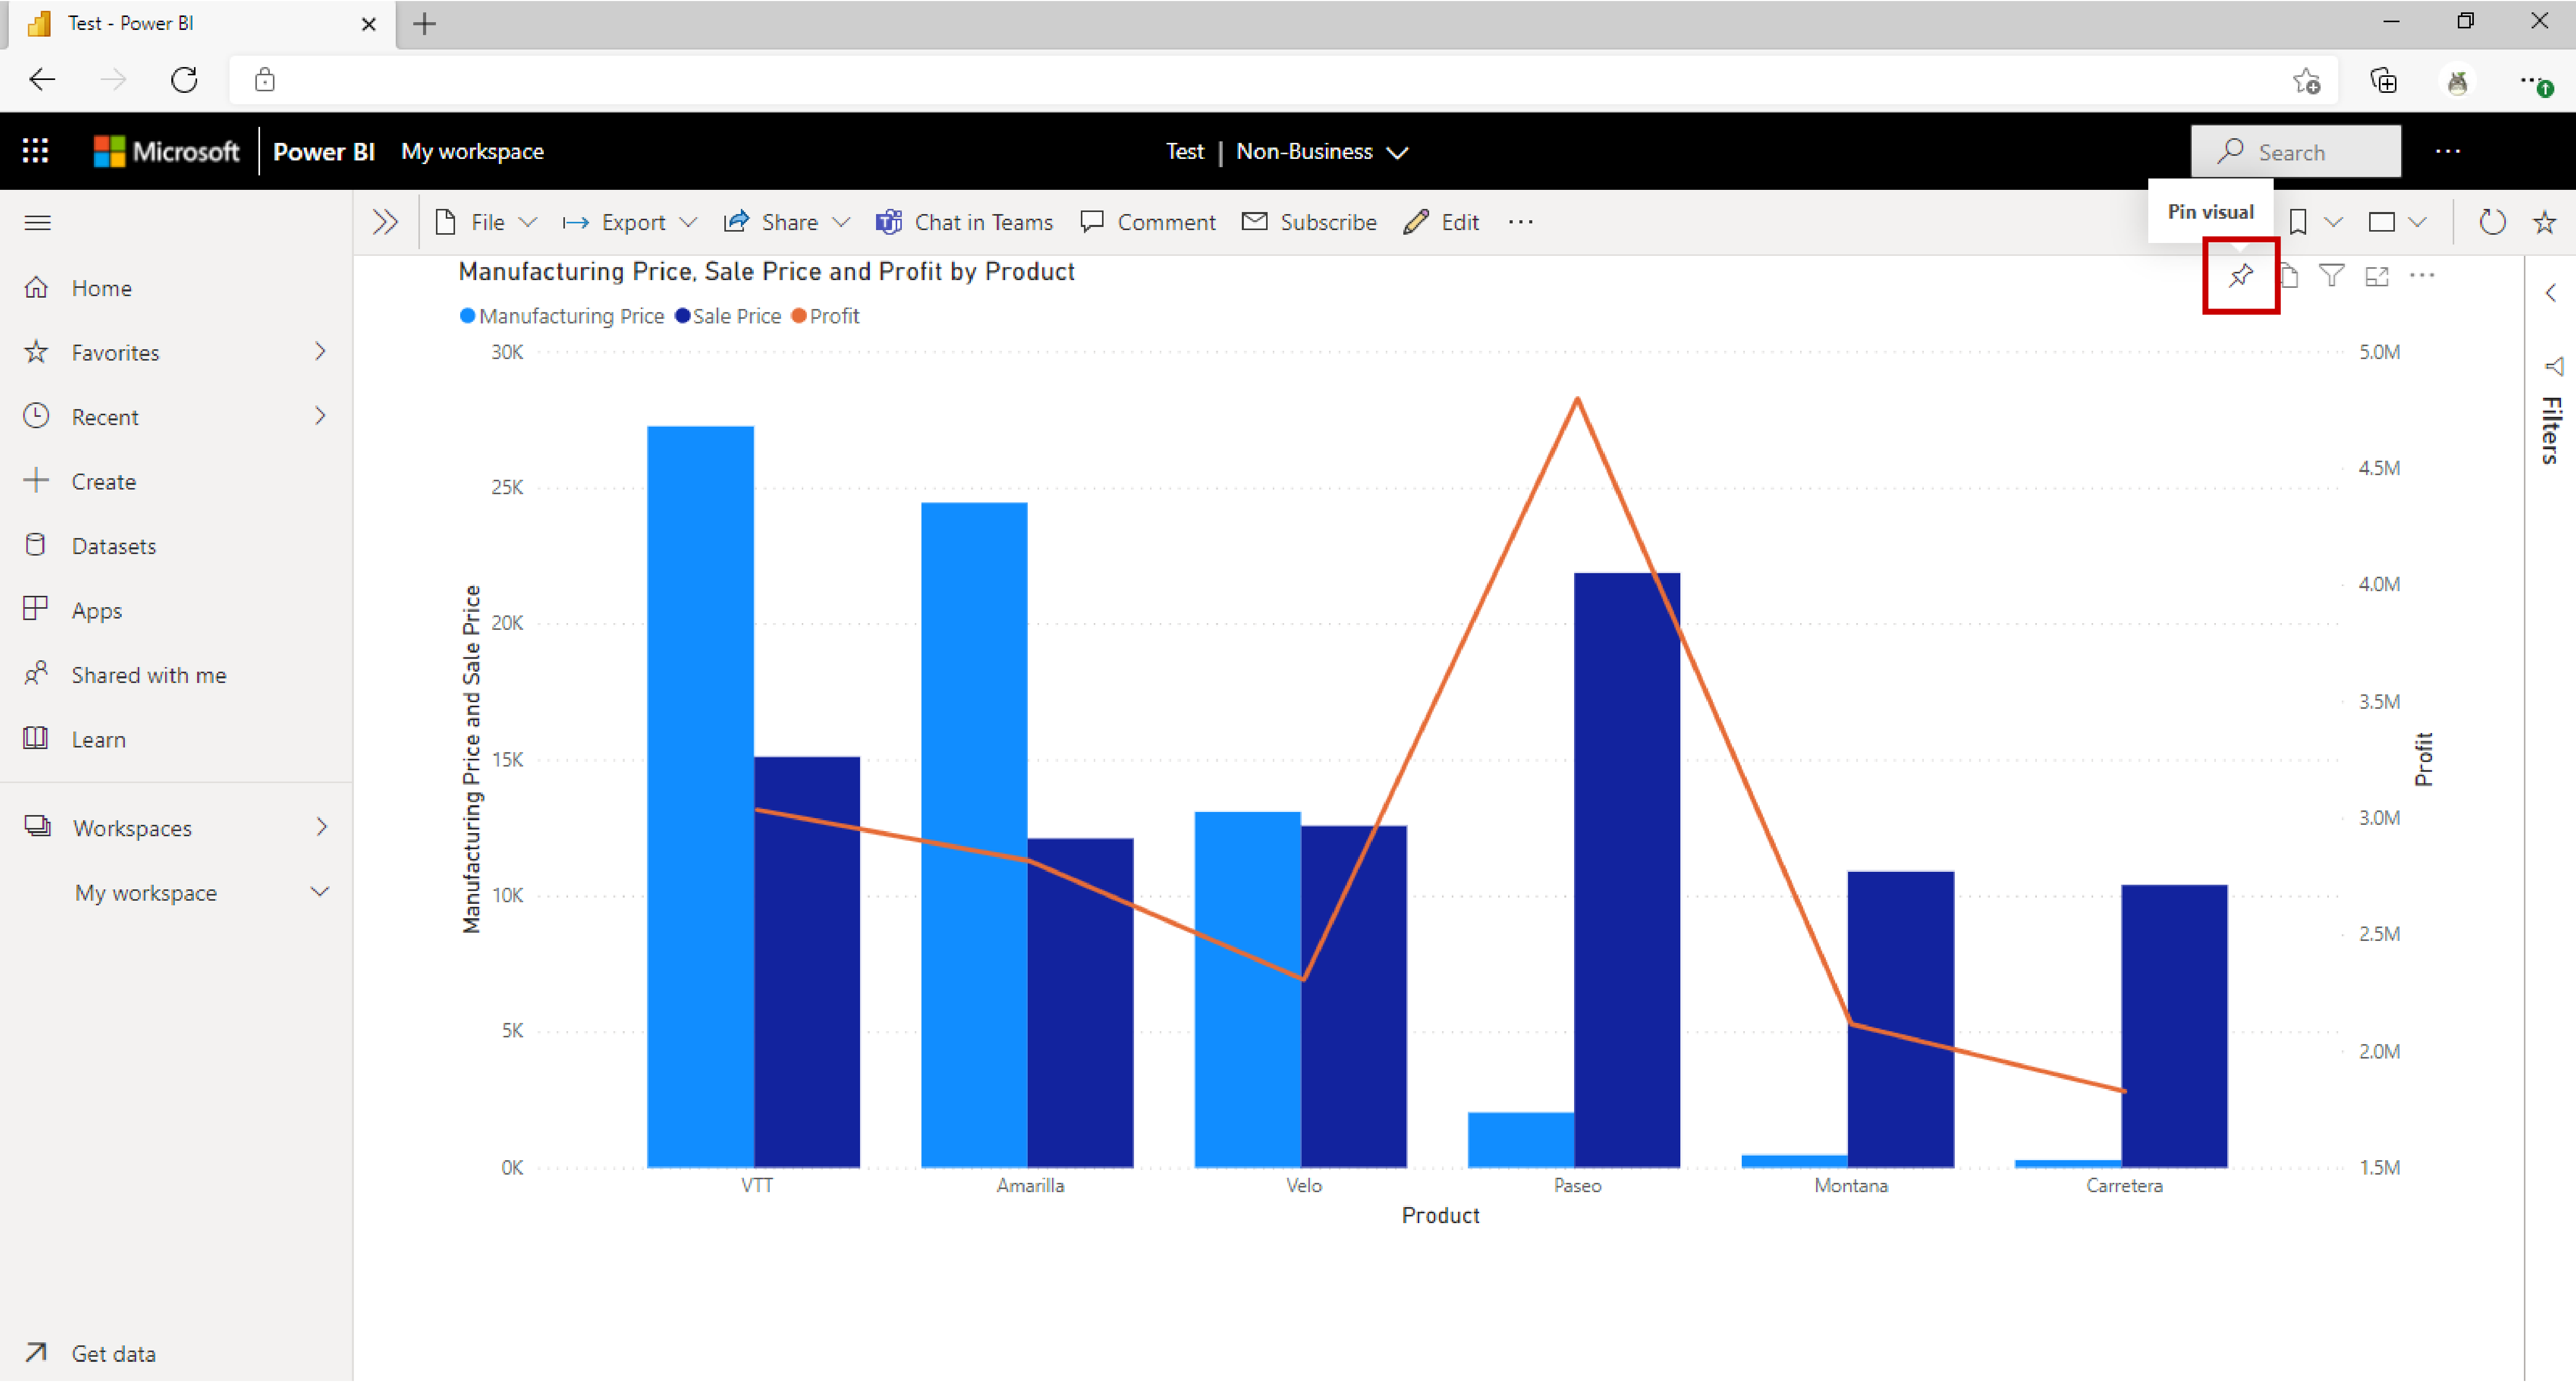 Test - Power BI
Microsoft Power BI My workspace Test | Non-Business Search
File Export Share Chat in Teams Comment Subscribe Edit
Pin visual
Home
Favorites
Recent
Create
Datasets
Apps
Shared with me
Learn
Workspaces
My workspace
Get data
Manufacturing Price, Sale Price and Profit by Product
Manufacturing Price Sale Price Profit
Manufacturing Price and Sale Price
30K
25K
20K
15K
10K
5K
0K
VTT Amarilla Velo Paseo Montana Carretera
Product
5.0M
4.5M
4.0M
3.5M
3.0M
2.5M
2.0M
1.5M
Profit
Filters